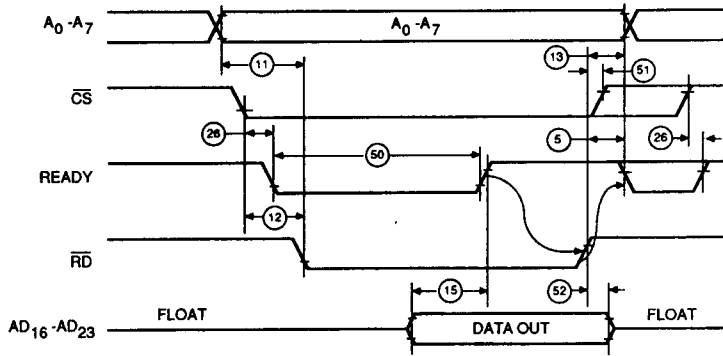 A0 -A7 A0 -A7
11 13 51
CS
26 5 26
50
READY
12
RD
15 52
FLOAT FLOAT
AD16 -AD23 DATA OUT